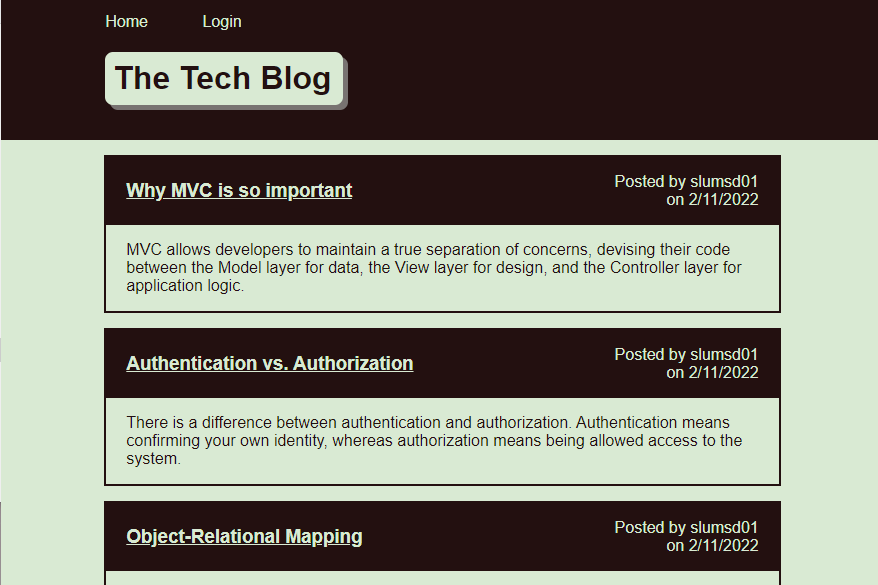 Home Login
The Tech Blog
Why MVC is so important
Posted by slumsd01
on 2/11/2022
MVC allows developers to maintain a true separation of concerns, devising their code
between the Model layer for data, the View layer for design, and the Controller layer for
application logic.
Authentication vs. Authorization
Posted by slumsd01
on 2/11/2022
There is a difference between authentication and authorization. Authentication means
confirming your own identity, whereas authorization means being allowed access to the
system.
Object-Relational Mapping
Posted by slumsd01
on 2/11/2022